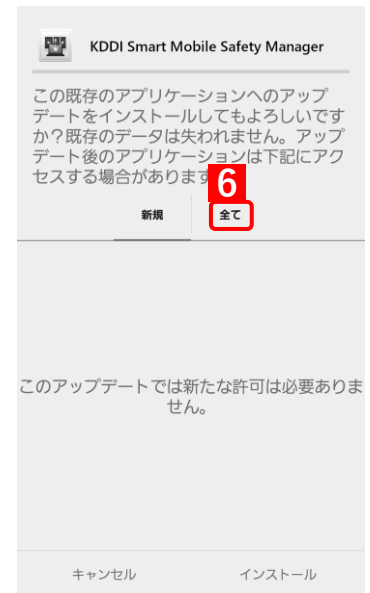 KDDI Smart Mobile Safety Manager
この既存のアプリケーションへのアップ
デートをインストールしてもよろしいです
か？既存のデータは失われません。アップ
デート後のアプリケーションは下記にアク
セスする場合があります
6
新規
全て
このアップデートでは新たな許可は必要ありま
せん。
キャンセル
インストール